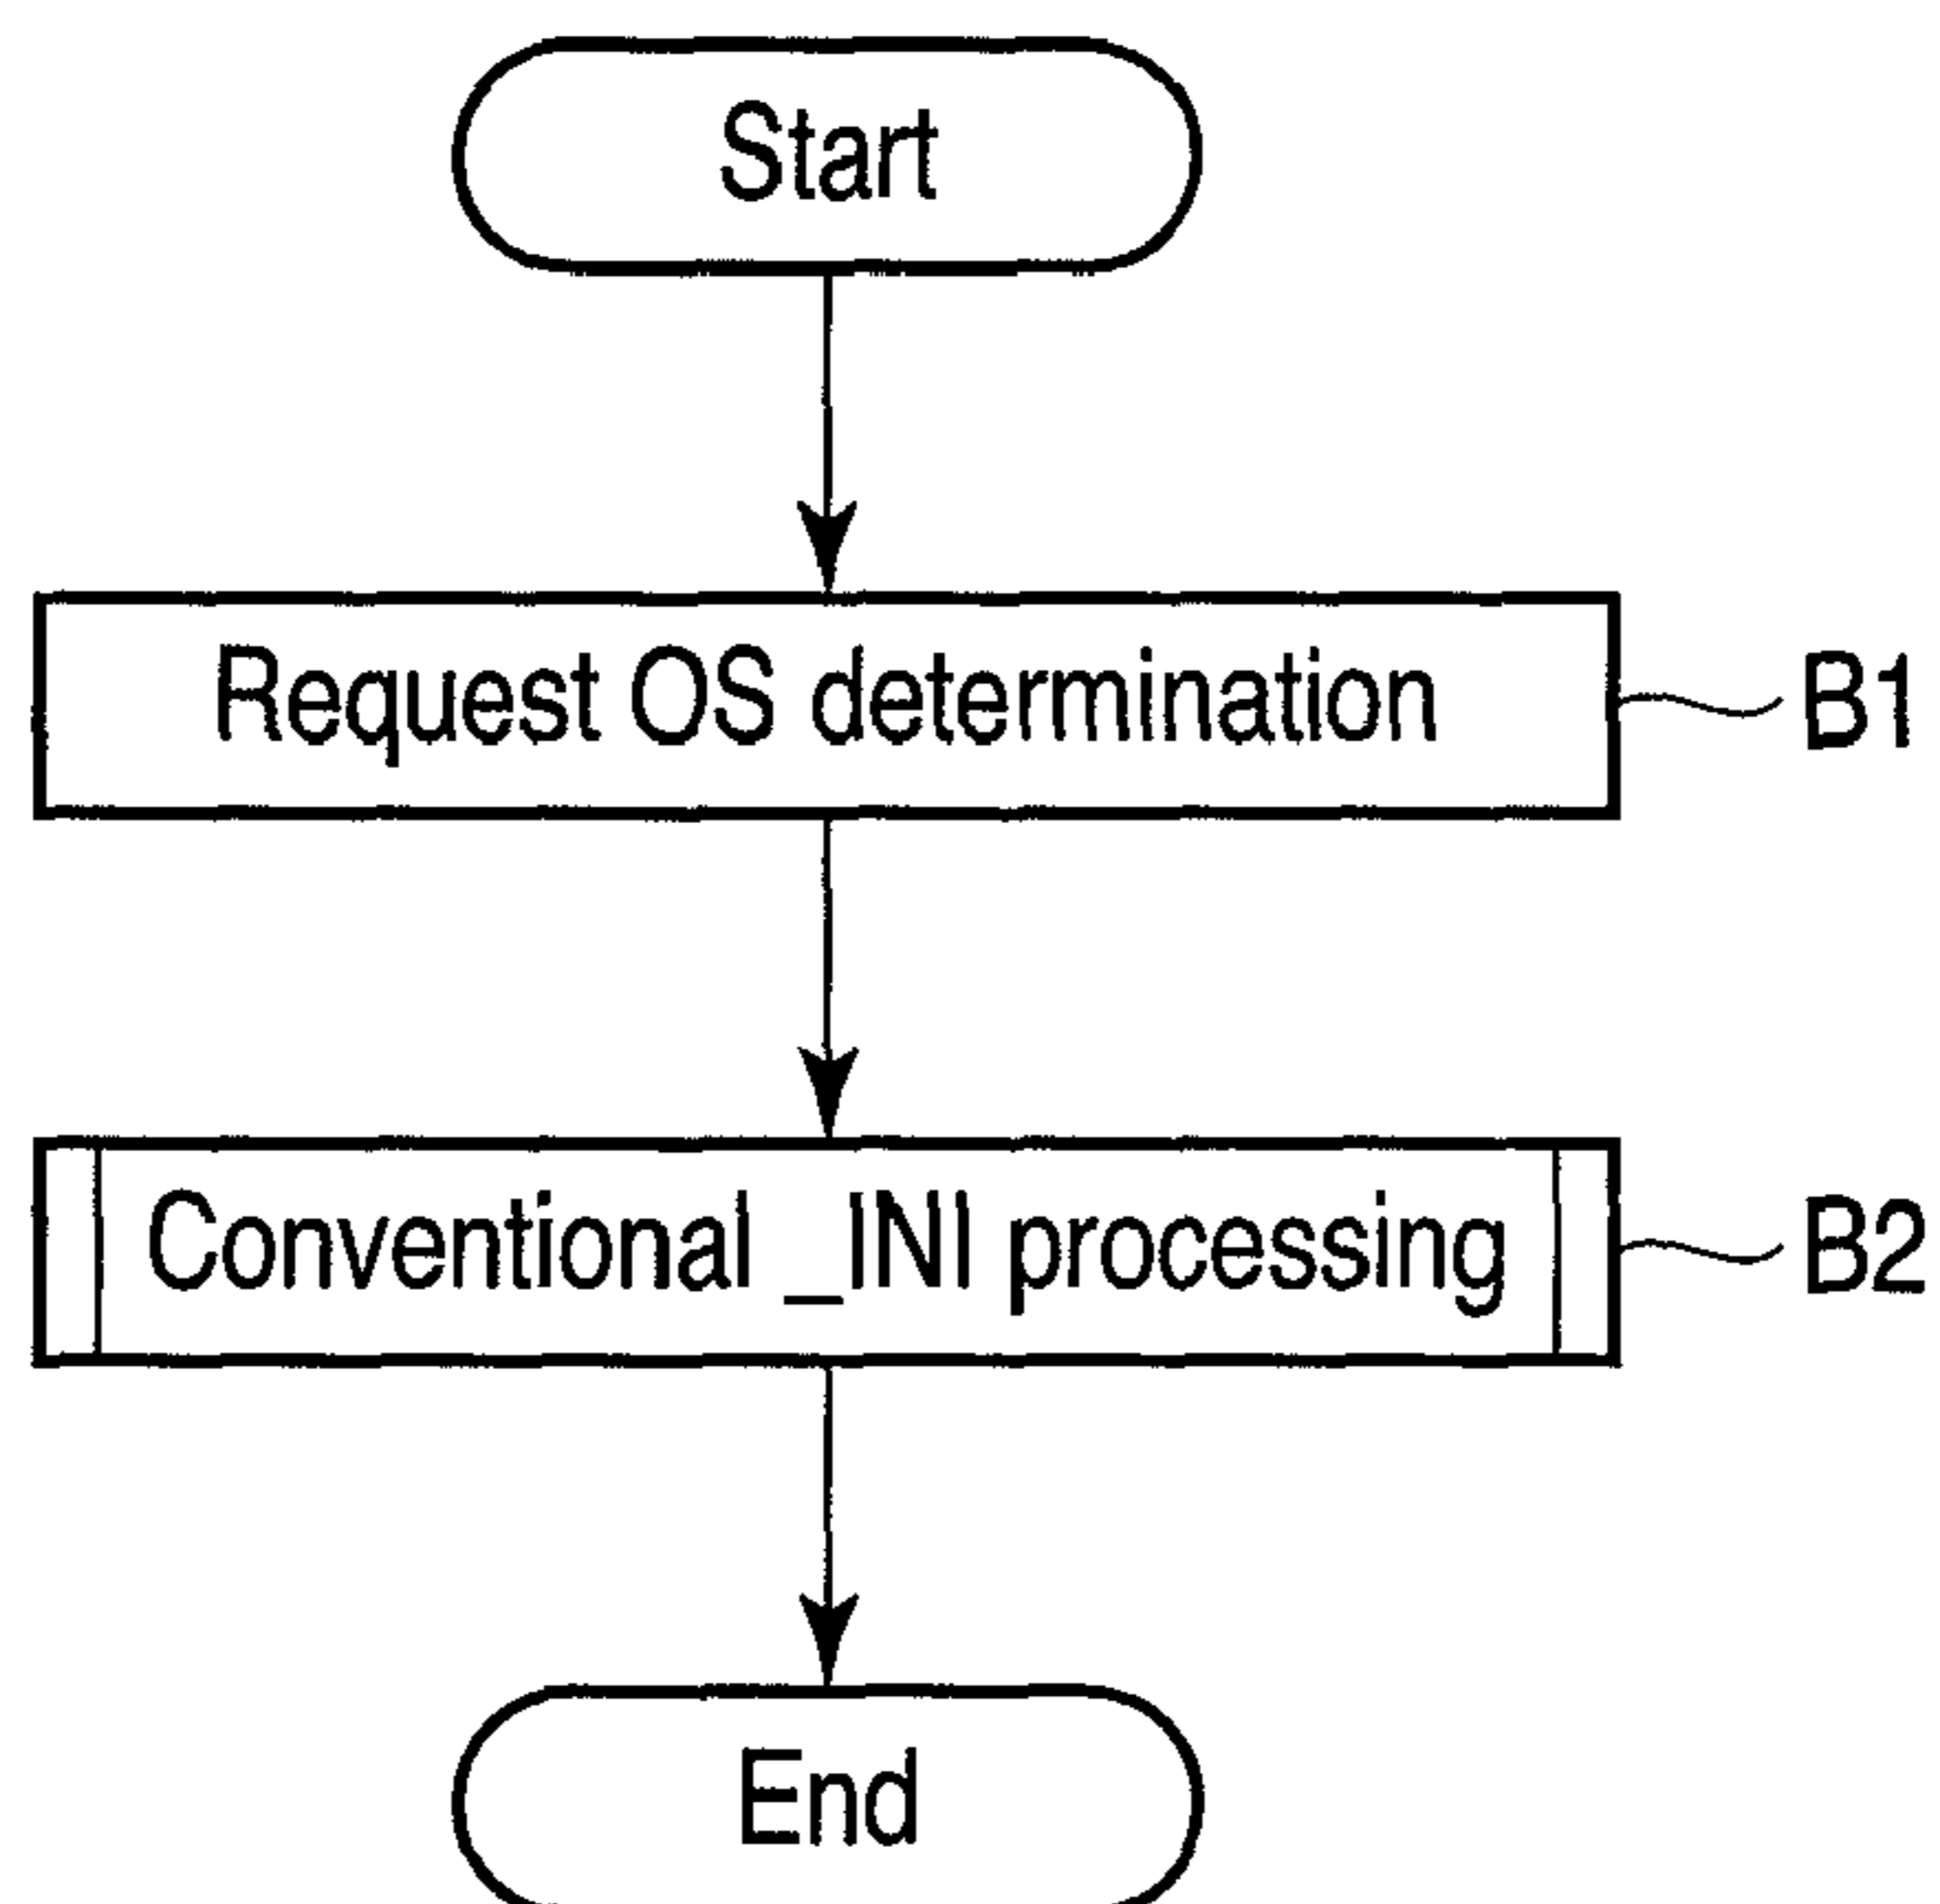 Start
Request OS determination
B1
Conventional _INI processing
B2
End